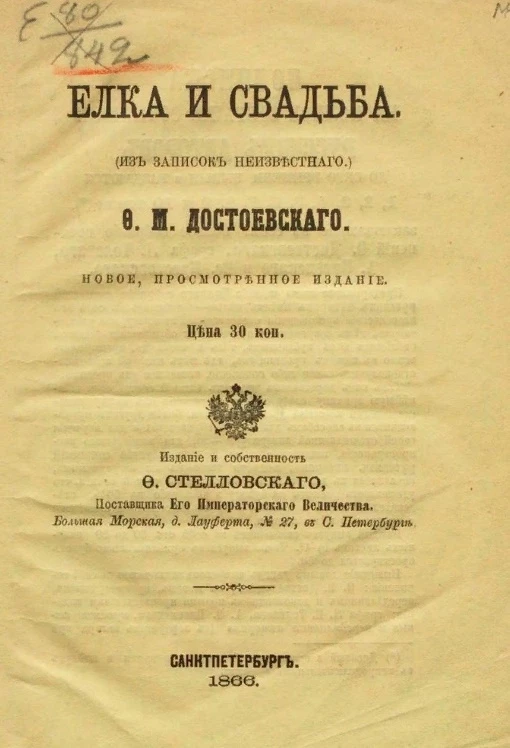 Е 80
842
ЕЛКА И СВАДЬБА.
(ИЗЪ ЗАПИСОКЪ НЕИЗВѢСТНАГО.)
Ѳ. М. ДОСТОЕВСКАГО.
НОВОЕ, ПРОСМОТРѢННОЕ ИЗДАНІЕ.
Цѣна 30 коп.
Изданіе и собственность
Ѳ. СТЕЛЛОВСКАГО,
Поставщика Его Императорскаго Величества.
Большая Морская, д. Лауферта, № 27, въ С. Петербургѣ.
САНКТПЕТЕРБУРГЪ.
1866.